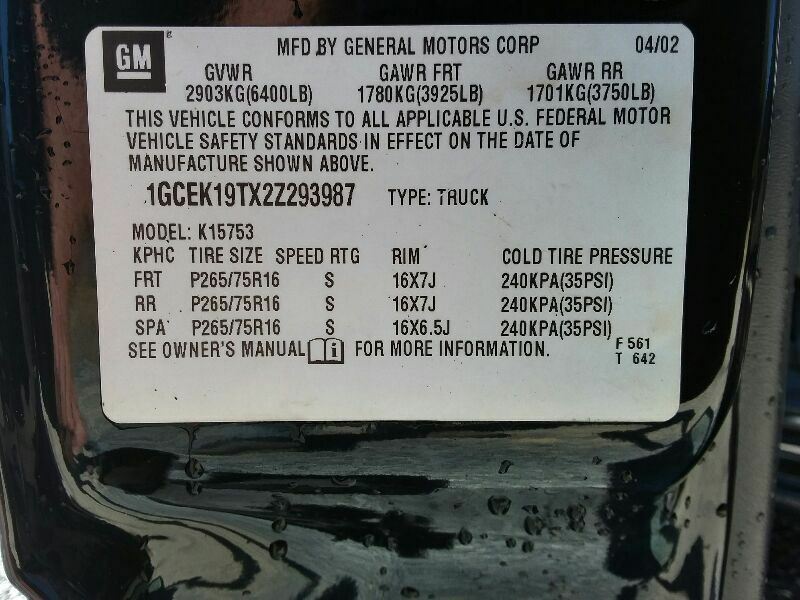 GM ® MFD BY GENERAL MOTORS CORP 04/02
GVWR GAWR FRT GAWR RR
2903KG(6400LB) 1780KG(3925LB) 1701KG(3750LB)
THIS VEHICLE CONFORMS TO ALL APPLICABLE U.S. FEDERAL MOTOR
VEHICLE SAFETY STANDARDS IN EFFECT ON THE DATE OF
MANUFACTURE SHOWN ABOVE.
1GCEK19TX2Z293987 TYPE: TRUCK
MODEL: K15753
KPHC TIRE SIZE SPEED RTG RIM COLD TIRE PRESSURE
FRT P265/75R16 S 16X7J 240KPA(35PSI)
RR P265/75R16 S 16X7J 240KPA(35PSI)
SPA P265/75R16 S 16X6.5J 240KPA(35PSI)
SEE OWNER'S MANUAL i FOR MORE INFORMATION. F 561
T 642